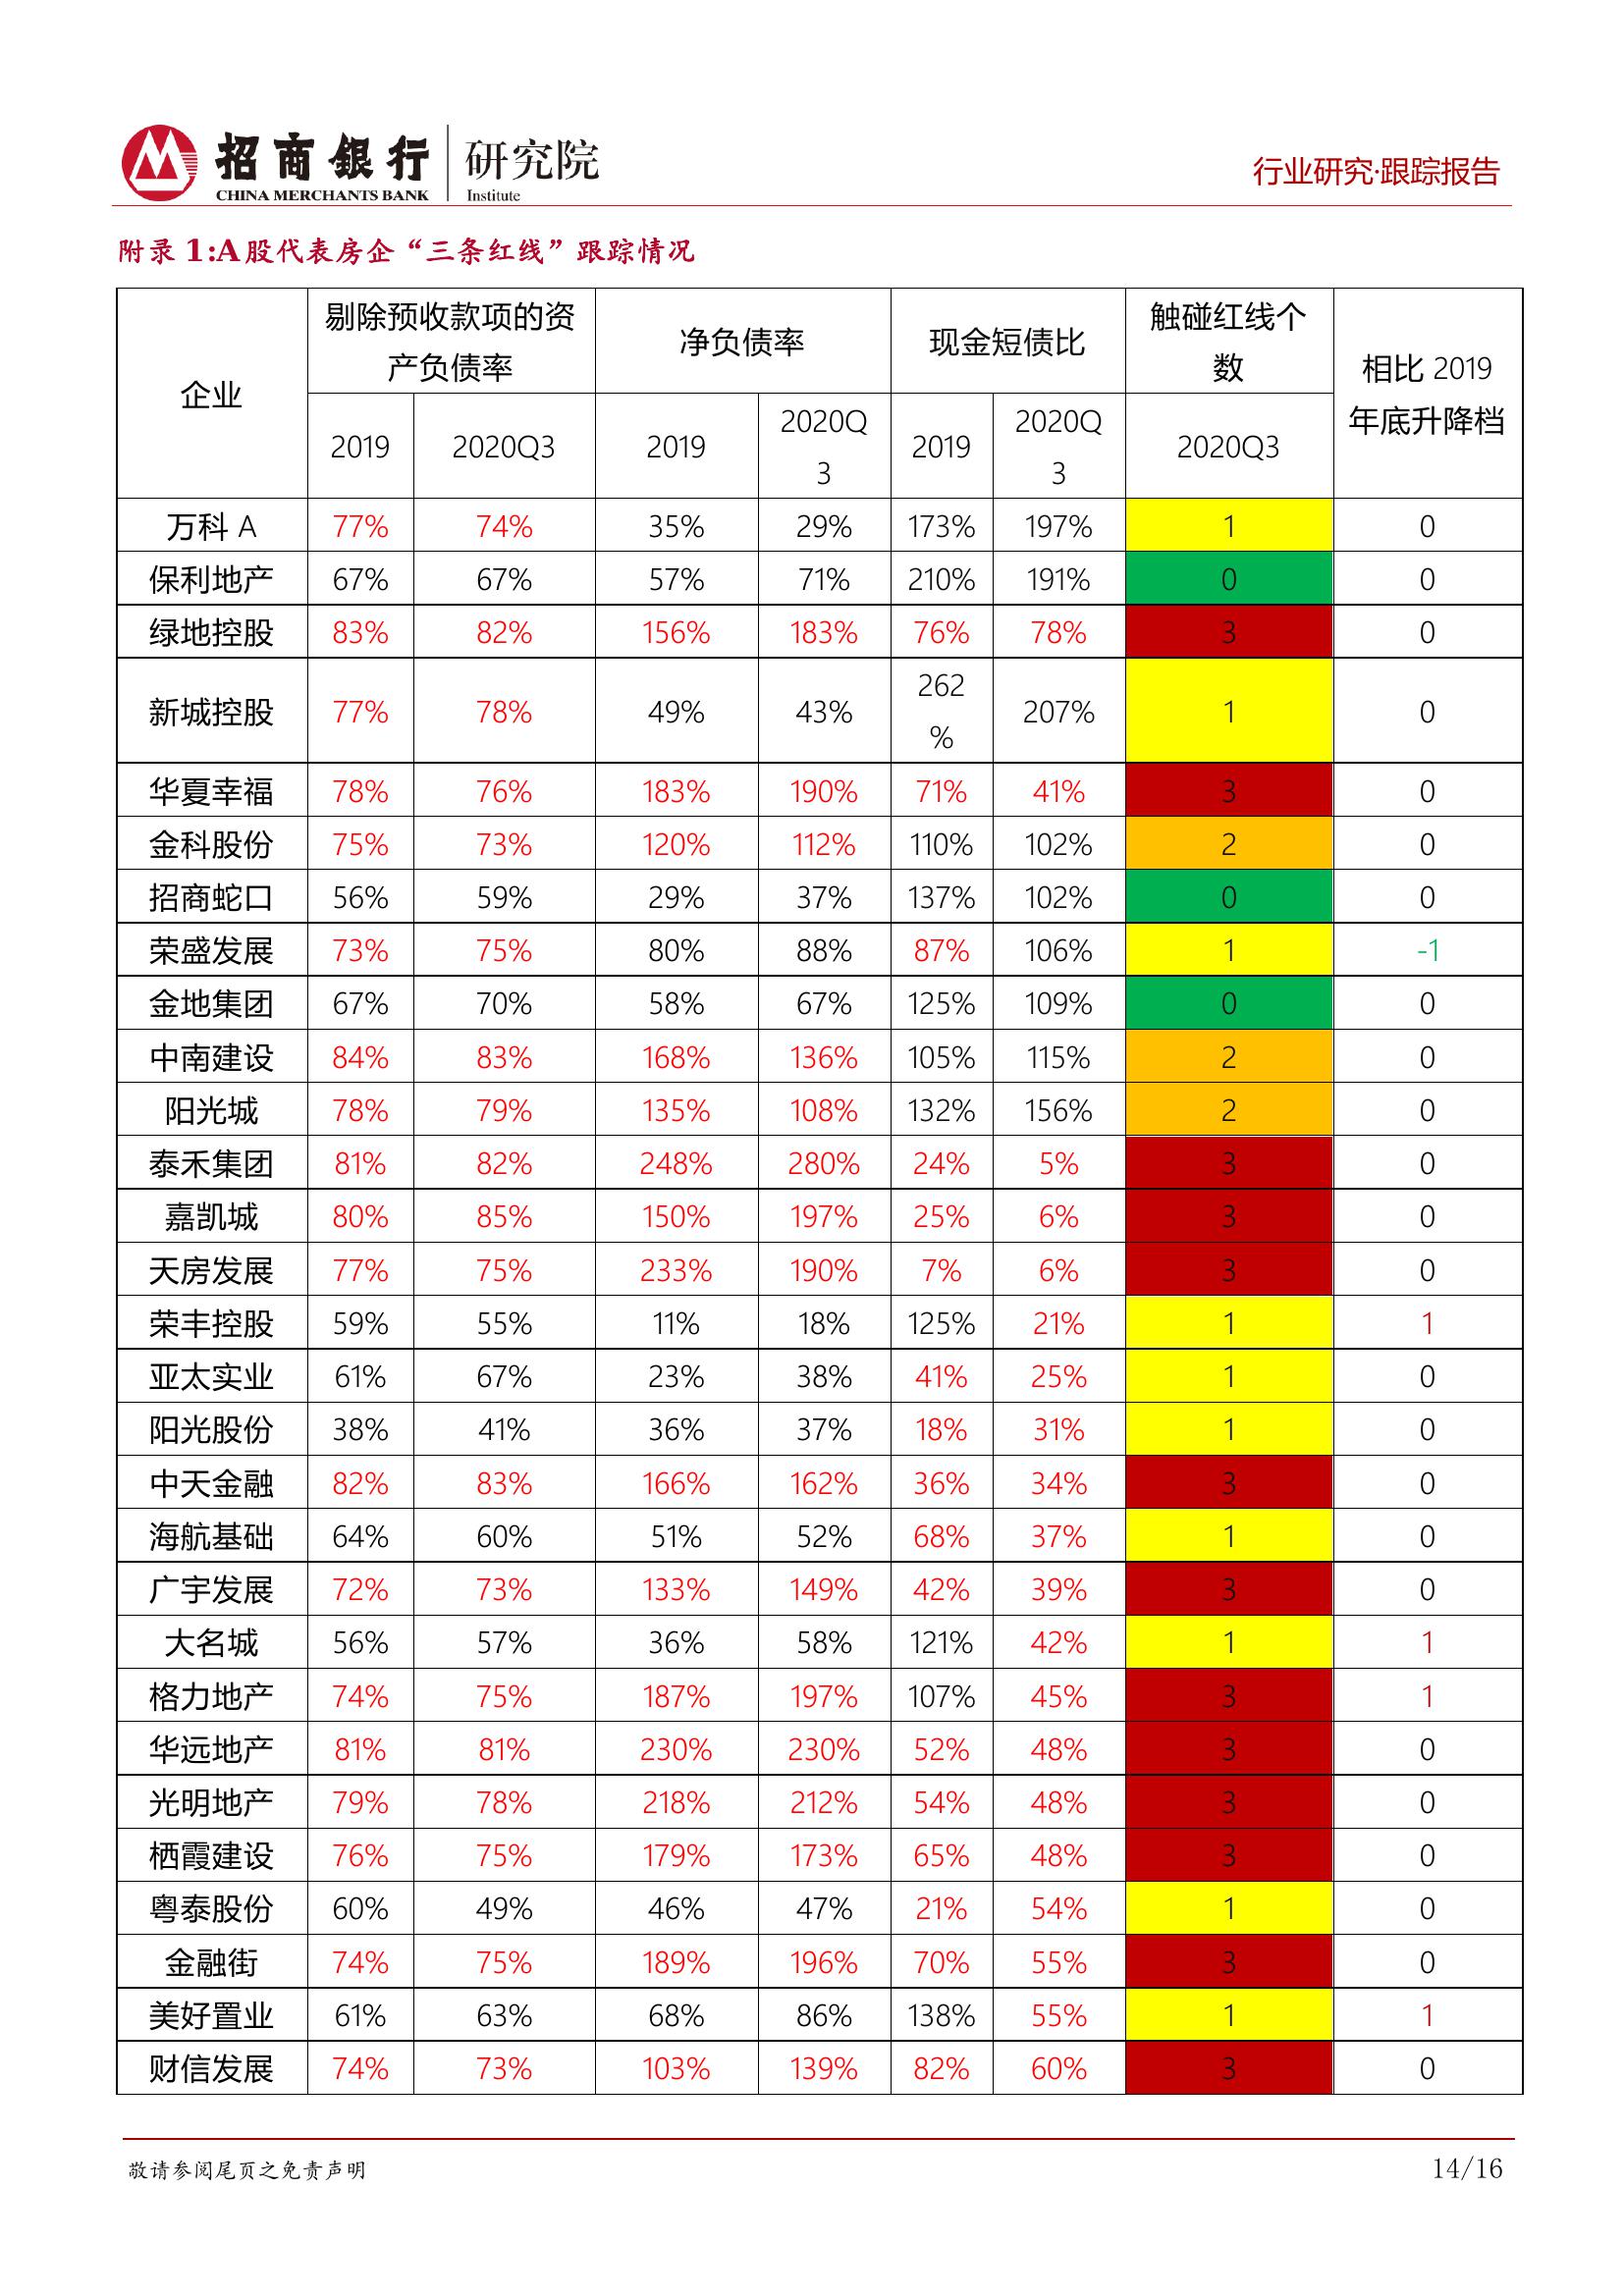 招商银行 研究院
CHINA MERCHANTS BANK Institute
行业研究·跟踪报告
附录 1:A 股代表房企“三条红线”跟踪情况
企业 剔除预收款项的资产负债率 净负债率 现金短债比 触碰红线个数 相比 2019 年底升降档
2019 2020Q3 2019 2020Q3 2019 2020Q3 2020Q3
万科 A 77% 74% 35% 29% 173% 197% 1 0
保利地产 67% 67% 57% 71% 210% 191% 0 0
绿地控股 83% 82% 156% 183% 76% 78% 3 0
新城控股 77% 78% 49% 43% 262% 207% 1 0
华夏幸福 78% 76% 183% 190% 71% 41% 3 0
金科股份 75% 73% 120% 112% 110% 102% 2 0
招商蛇口 56% 59% 29% 37% 137% 102% 0 0
荣盛发展 73% 75% 80% 88% 87% 106% 1 -1
金地集团 67% 70% 58% 67% 125% 109% 0 0
中南建设 84% 83% 168% 136% 105% 115% 2 0
阳光城 78% 79% 135% 108% 132% 156% 2 0
泰禾集团 81% 82% 248% 280% 24% 5% 3 0
嘉凯城 80% 85% 150% 197% 25% 6% 3 0
天房发展 77% 75% 233% 190% 7% 6% 3 0
荣丰控股 59% 55% 11% 18% 125% 21% 1 1
亚太实业 61% 67% 23% 38% 41% 25% 1 0
阳光股份 38% 41% 36% 37% 18% 31% 1 0
中天金融 82% 83% 166% 162% 36% 34% 3 0
海航基础 64% 60% 51% 52% 68% 37% 1 0
广宇发展 72% 73% 133% 149% 42% 39% 3 0
大名城 56% 57% 36% 58% 121% 42% 1 1
格力地产 74% 75% 187% 197% 107% 45% 3 1
华远地产 81% 81% 230% 230% 52% 48% 3 0
光明地产 79% 78% 218% 212% 54% 48% 3 0
栖霞建设 76% 75% 179% 173% 65% 48% 3 0
粤泰股份 60% 49% 46% 47% 21% 54% 1 0
金融街 74% 75% 189% 196% 70% 55% 3 0
美好置业 61% 63% 68% 86% 138% 55% 1 1
财信发展 74% 73% 103% 139% 82% 60% 3 0
敬请参阅尾页之免责声明
14/16